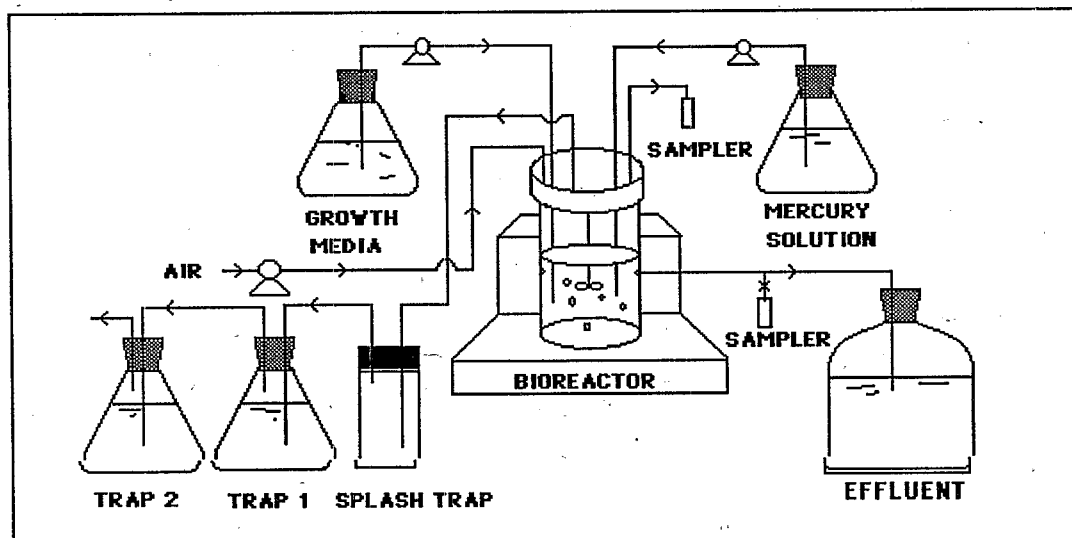 SAMPLER
GROWTH
MEDIA
MERCURY
SOLUTION
AIR
SAMPLER
BIOREACTOR
TRAP 2
TRAP 1
SPLASH TRAP
EFFLUENT